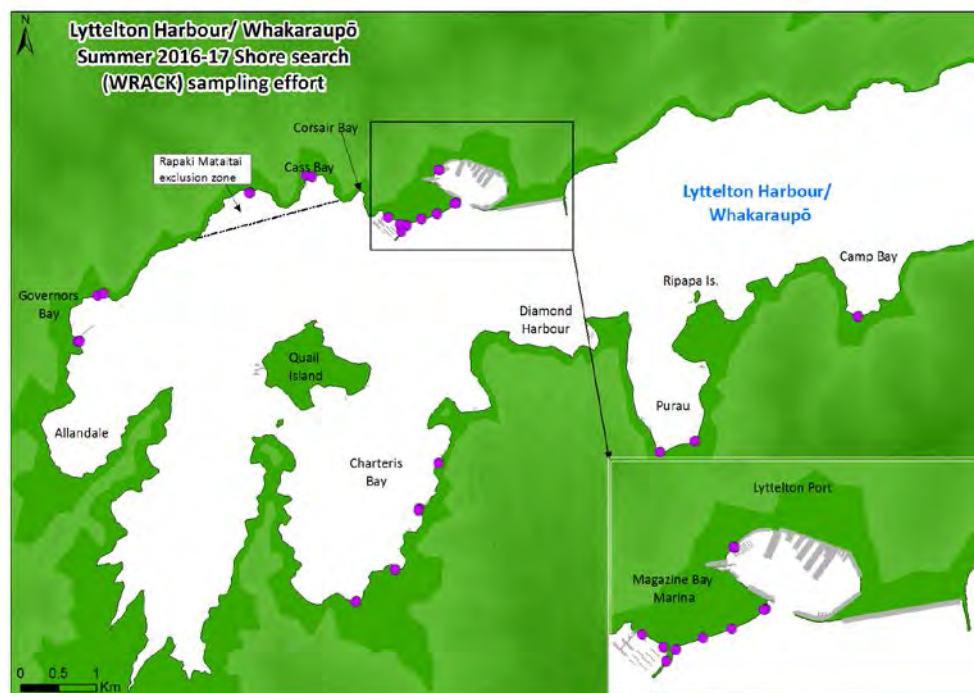 N
Lyttelton Harbour/ Whakaraupō
Summer 2016-17 Shore search
(WRACK) sampling effort
Corsair Bay
Rapaki Mataitai
exclusion zone
Cass Bay
Lyttelton Harbour/
Whakaraupō
Camp Bay
Ripapa Is.
Governors
Bay
Diamond
Harbour
Quail
Island
Purau
Allandale
Charteris
Bay
Lyttelton Port
Magazine Bay
Marina
0 0.5 1
Km